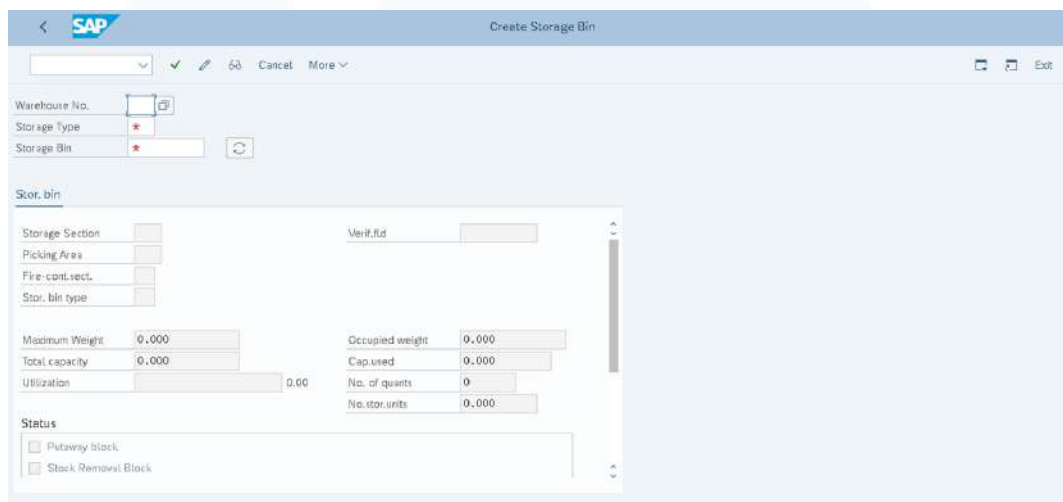 SAP Create Storage Bin
Cancel More Exit
Warehouse No.
Storage Type *
Storage Bin *
Stor. bin
Storage Section Verif.fld
Picking Area
Fire-cont.sect.
Stor. bin type
Maximum Weight 0.000 Occupied weight 0.000
Total capacity 0.000 Cap.used 0.000
Utilization 0.00 No. of quants 0
No.stor.units 0.000
Status
Putaway block
Stock Removal Block